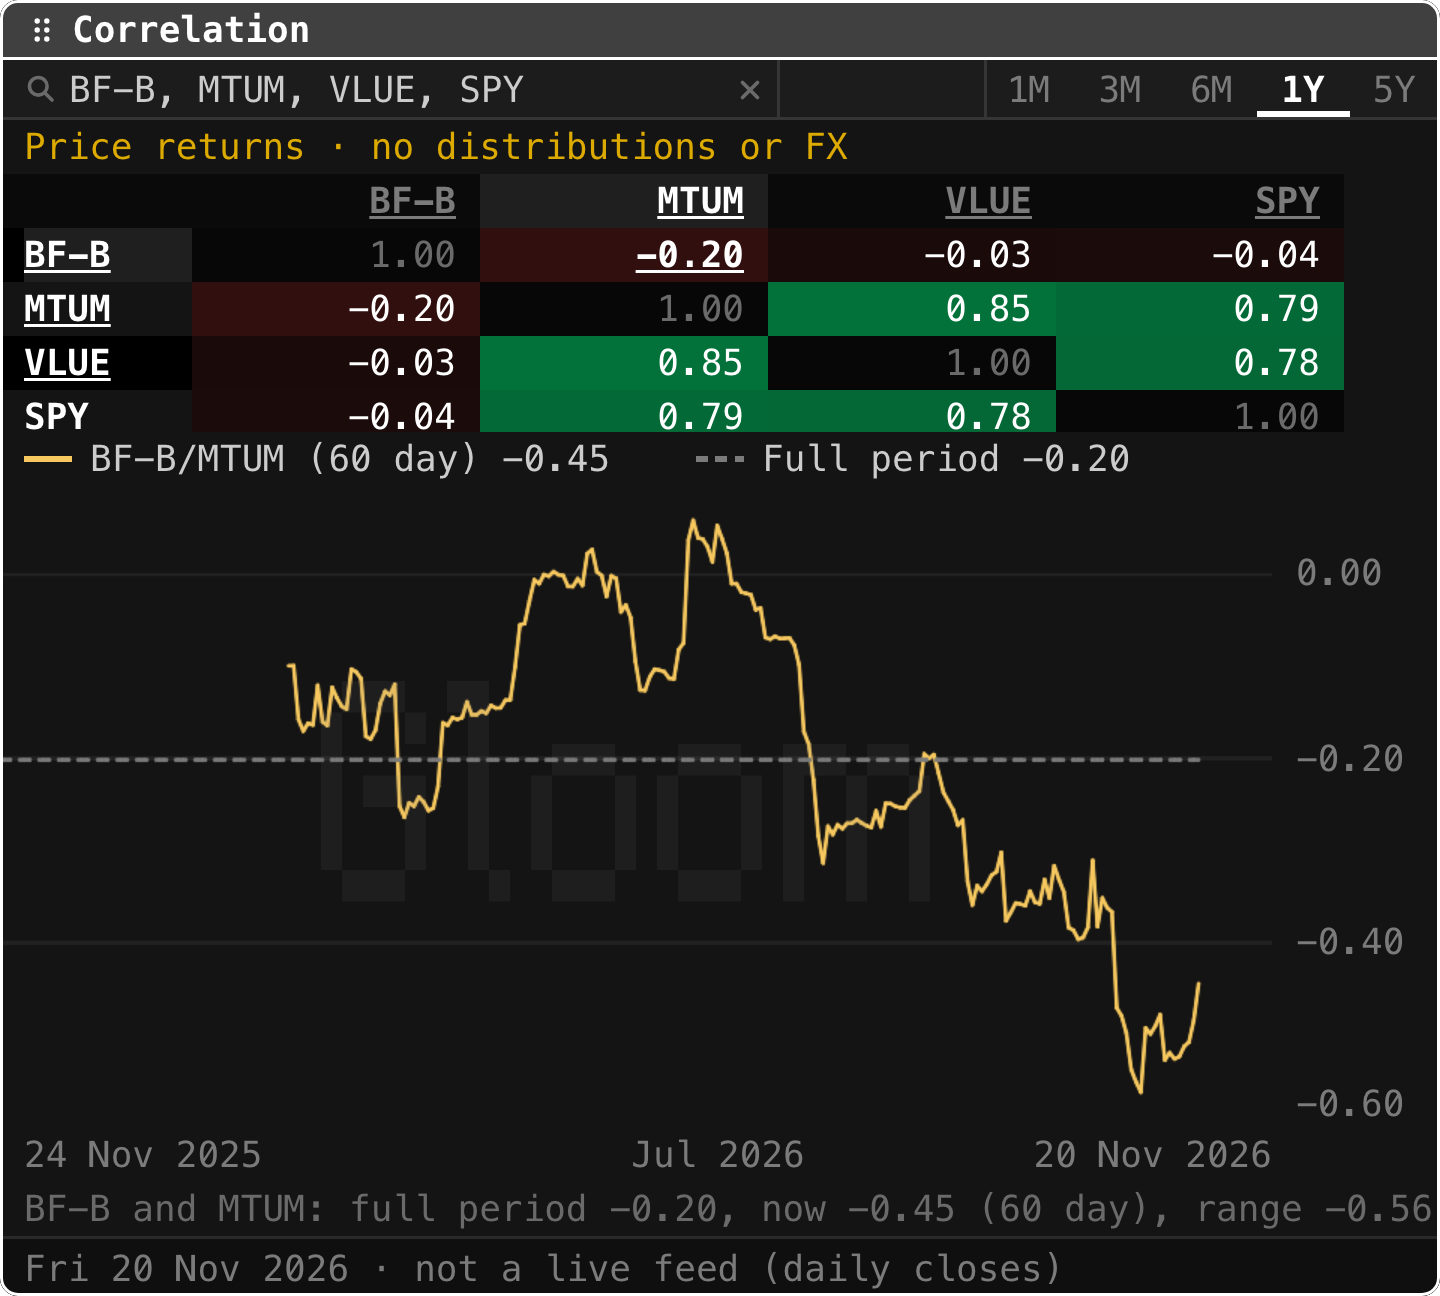 Correlation
BF−B, MTUM, VLUE, SPY × 1M 3M 6M 1Y 5Y
Price returns · no distributions or FX
BF−B MTUM VLUE SPY
BF−B 1.00 −0.20 −0.03 −0.04
MTUM −0.20 1.00 0.85 0.79
VLUE −0.03 0.85 1.00 0.78
SPY −0.04 0.79 0.78 1.00
BF−B/MTUM (60 day) −0.45 Full period −0.20
0.00
−0.20
−0.40
−0.60
Gloom
24 Nov 2025 Jul 2026 20 Nov 2026
BF−B and MTUM: full period −0.20, now −0.45 (60 day), range −0.56
Fri 20 Nov 2026 · not a live feed (daily closes)